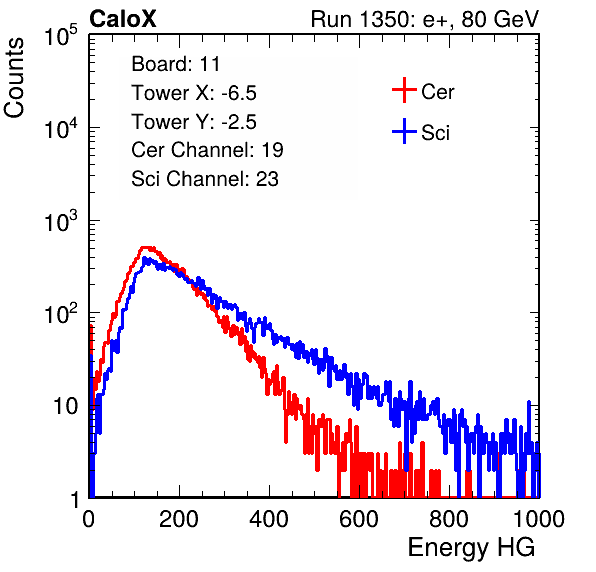 CaloX Run 1350: e+, 80 GeV
Counts
10^5
10^4
10^3
10^2
10
1
Board: 11
Tower X: -6.5
Tower Y: -2.5
Cer Channel: 19
Sci Channel: 23
Cer
Sci
0 200 400 600 800 1000
Energy HG